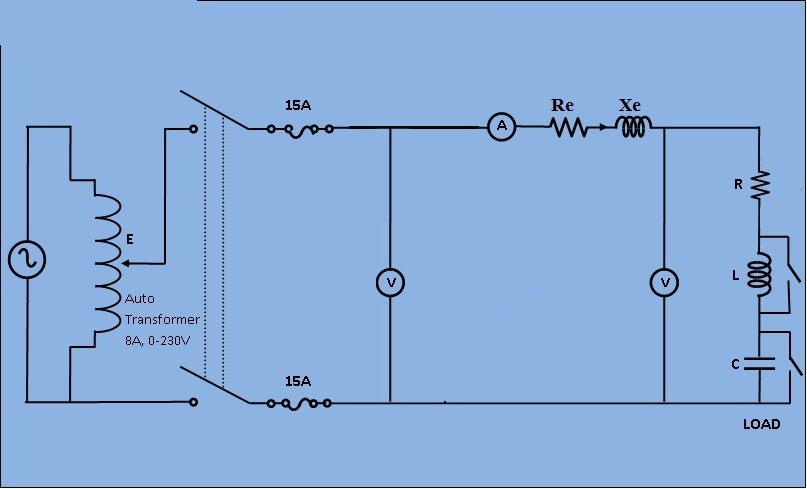 15A
Re
Xe
A
R
E
L
V
V
Auto
Transformer
8A, 0-230V
C
15A
LOAD